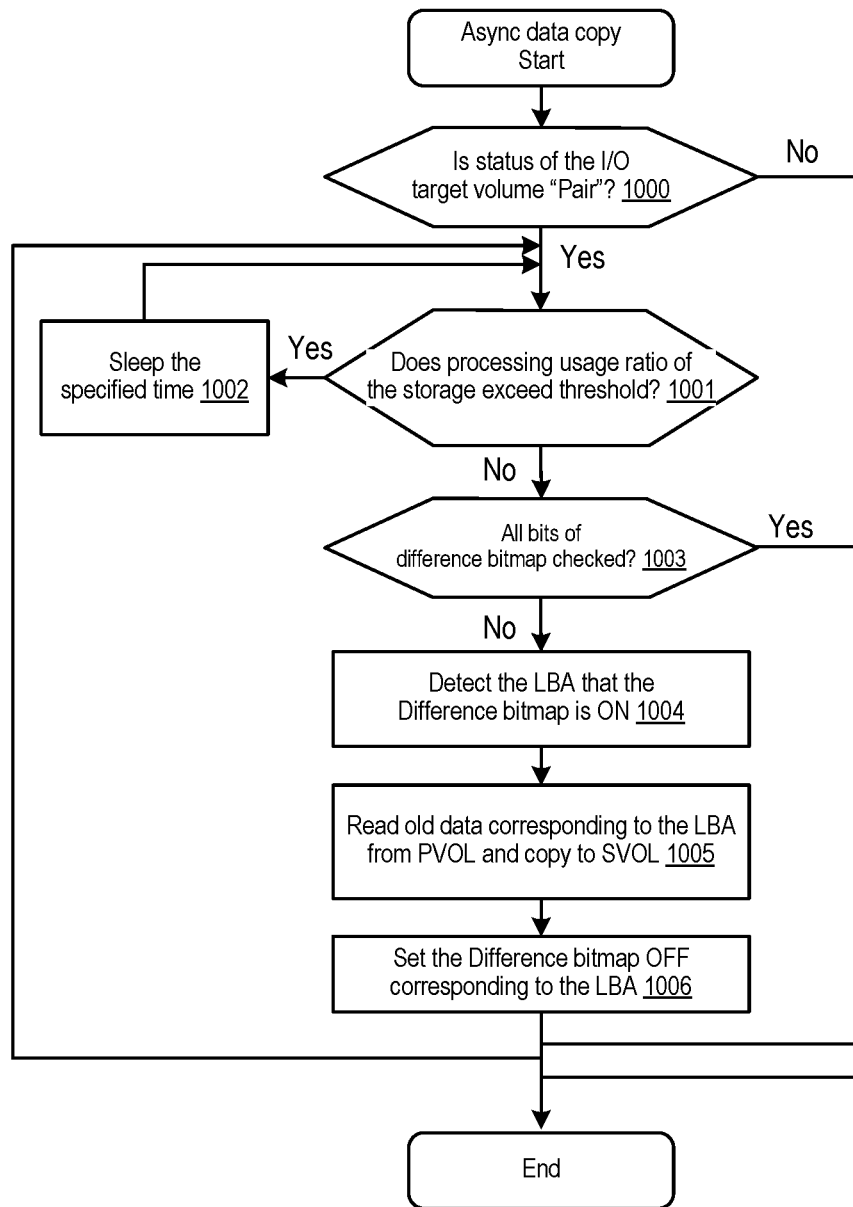 Async data copy
Start
Is status of the I/O
target volume “Pair”? 1000
No
Yes
Sleep the
specified time 1002
Yes
Does processing usage ratio of
the storage exceed threshold? 1001
No
All bits of
difference bitmap checked? 1003
Yes
No
Detect the LBA that the
Difference bitmap is ON 1004
Read old data corresponding to the LBA
from PVOL and copy to SVOL 1005
Set the Difference bitmap OFF
corresponding to the LBA 1006
End